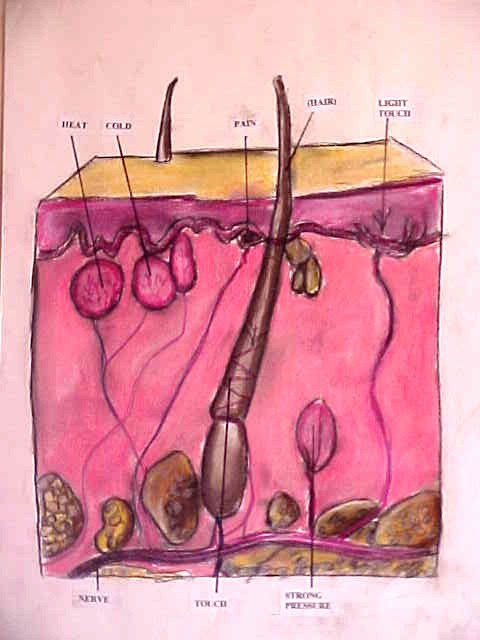 HEAT
COLD
PAIN
(HAIR)
LIGHT
TOUCH
NERVE
TOUCH
STRONG
PRESSURE